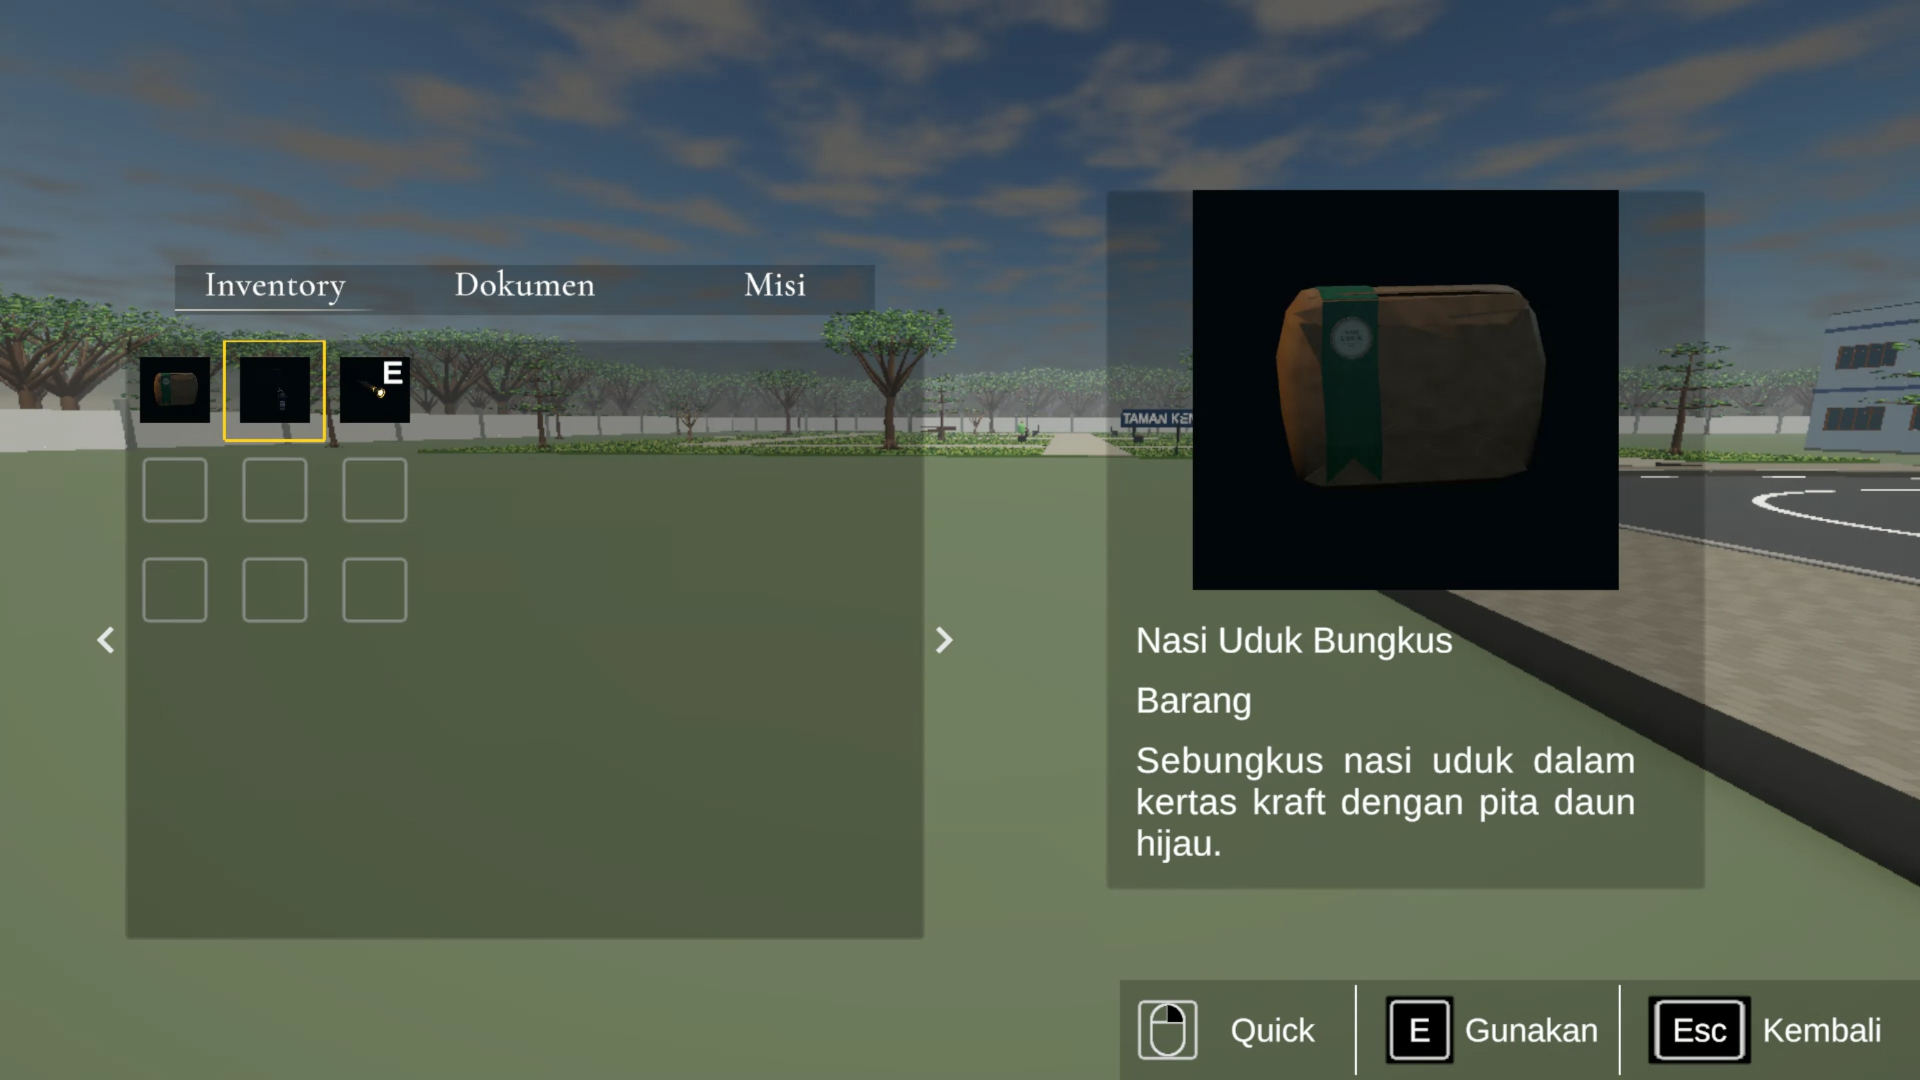 Inventory Dokumen Misi
E
TAMAN KEN
Nasi Uduk Bungkus
Barang
Sebungkus nasi uduk dalam
kertas kraft dengan pita daun
hijau.
Quick E Gunakan Esc Kembali